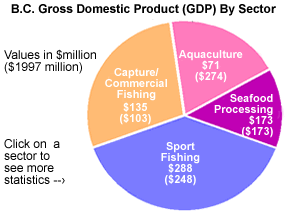 B.C. Gross Domestic Product (GDP) By Sector
Values in $million
($1997 million)
Aquaculture
$71
($274)
Capture/
Commercial
Fishing
$135
($103)
Seafood
Processing
$173
($173)
Sport
Fishing
$288
($248)
Click on a
sector to
see more
statistics --›